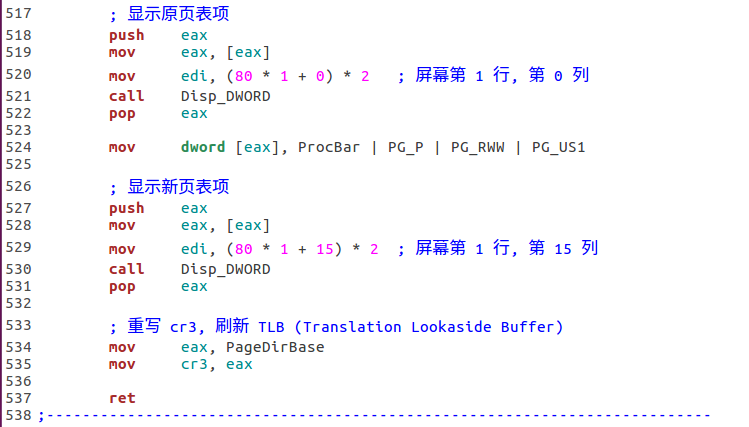 517         ; 显示原页表项
518         push    eax
519         mov     eax, [eax]
520         mov     edi, (80 * 1 + 0) * 2   ; 屏幕第 1 行, 第 0 列
521         call    Disp_DWORD
522         pop     eax
523
524         mov     dword [eax], ProcBar | PG_P | PG_RWW | PG_US1
525
526         ; 显示新页表项
527         push    eax
528         mov     eax, [eax]
529         mov     edi, (80 * 1 + 15) * 2  ; 屏幕第 1 行, 第 15 列
530         call    Disp_DWORD
531         pop     eax
532
533         ; 重写 cr3, 刷新 TLB (Translation Lookaside Buffer)
534         mov     eax, PageDirBase
535         mov     cr3, eax
536
537         ret
538 ;--------------------------------------------------------------------------